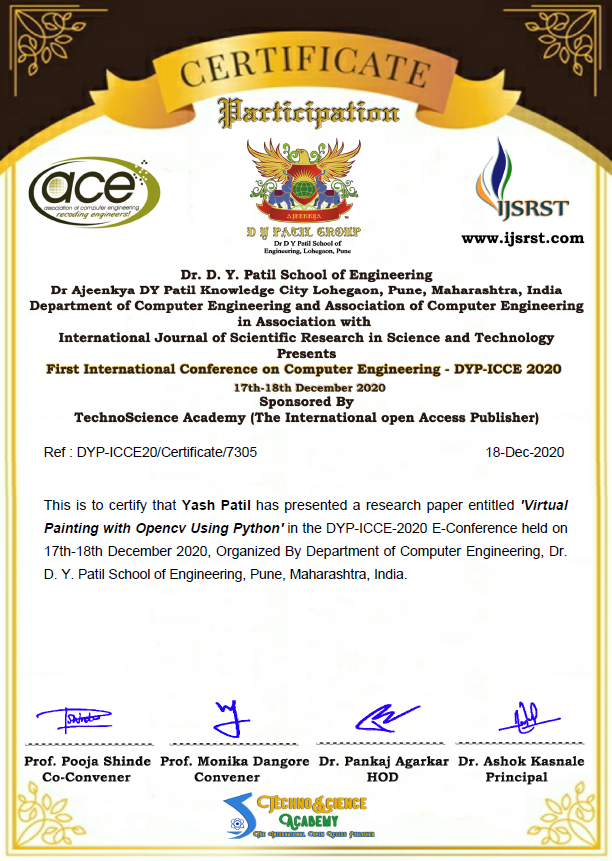 CERTIFICATE
Participation
ace
association of computer engineering
recoding engineers!
AJEENKYA
D Y PATIL GROUP
Dr D Y Patil School of
Engineering, Lohegaon, Pune
IJSRST
www.ijsrst.com
Dr. D. Y. Patil School of Engineering
Dr Ajeenkya DY Patil Knowledge City Lohegaon, Pune, Maharashtra, India
Department of Computer Engineering and Association of Computer Engineering
in Association with
International Journal of Scientific Research in Science and Technology
Presents
First International Conference on Computer Engineering - DYP-ICCE 2020
17th-18th December 2020
Sponsored By
TechnoScience Academy (The International open Access Publisher)
Ref : DYP-ICCE20/Certificate/7305 18-Dec-2020
This is to certify that Yash Patil has presented a research paper entitled 'Virtual
Painting with Opencv Using Python' in the DYP-ICCE-2020 E-Conference held on
17th-18th December 2020, Organized By Department of Computer Engineering, Dr.
D. Y. Patil School of Engineering, Pune, Maharashtra, India.
Prof. Pooja Shinde Prof. Monika Dangore Dr. Pankaj Agarkar Dr. Ashok Kasnale
Co-Convener Convener HOD Principal
TechnoScience
Academy
The International Open Access Publisher